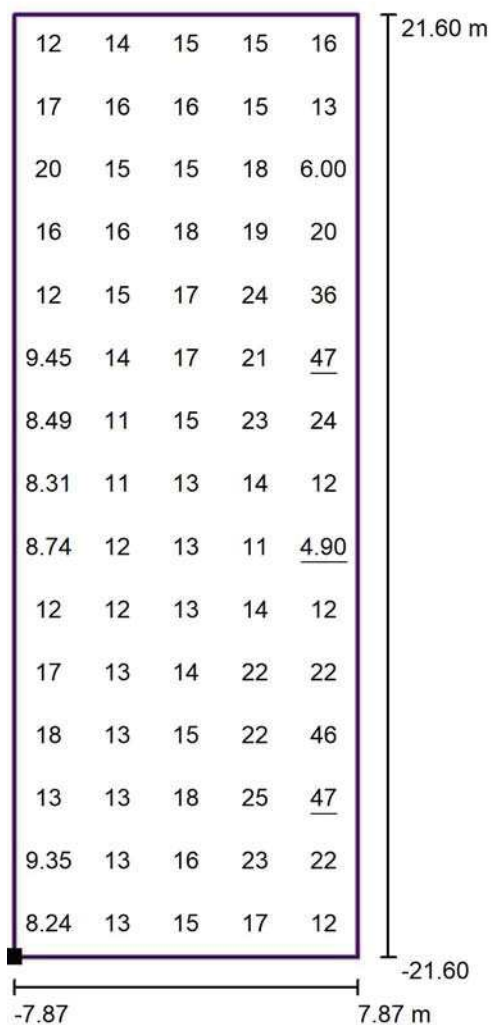 12 14 15 15 16
21.60 m
17 16 16 15 13
20 15 15 18 6.00
16 16 18 19 20
12 15 17 24 36
9.45 14 17 21 47
8.49 11 15 23 24
8.31 11 13 14 12
8.74 12 13 11 4.90
12 12 13 14 12
17 13 14 22 22
18 13 15 22 46
13 13 18 25 47
9.35 13 16 23 22
8.24 13 15 17 12
-21.60
-7.87 7.87 m